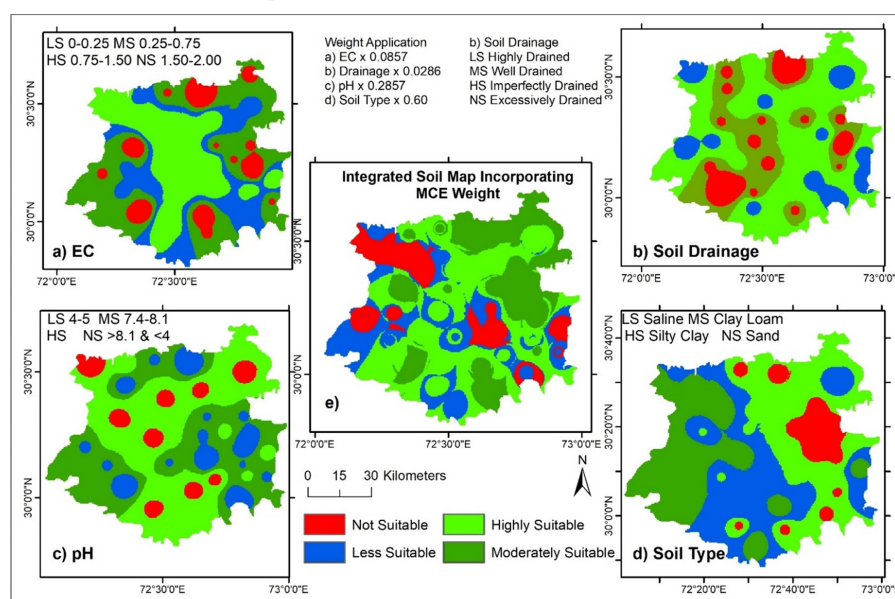 LS 0-0.25 MS 0.25-0.75
HS 0.75-1.50 NS 1.50-2.00
30°30'0"N
30°0'0"N
a) EC
72°0'0"E
72°30'0"E
Weight Application
a) EC x 0.0857
b) Drainage x 0.0286
c) pH x 0.2857
d) Soil Type x 0.60
b) Soil Drainage
LS Highly Drained
MS Well Drained
HS Imperfectly Drained
NS Excessively Drained
30°30'0"N
30°0'0"N
b) Soil Drainage
72°0'0"E
72°30'0"E
73°0'0"E
Integrated Soil Map Incorporating
MCE Weight
30°30'0"N
30°0'0"N
e)
72°0'0"E
72°30'0"E
73°0'0"E
LS 4-5 MS 7.4-8.1
HS NS >8.1 & <4
30°30'0"N
30°0'0"N
c) pH
72°30'0"E
73°0'0"E
LS Saline MS Clay Loam
HS Silty Clay NS Sand
30°40'0"N
30°20'0"N
30°0'0"N
d) Soil Type
72°20'0"E
72°40'0"E
N
0 15 30 Kilometers
Not Suitable
Highly Suitable
Less Suitable
Moderately Suitable